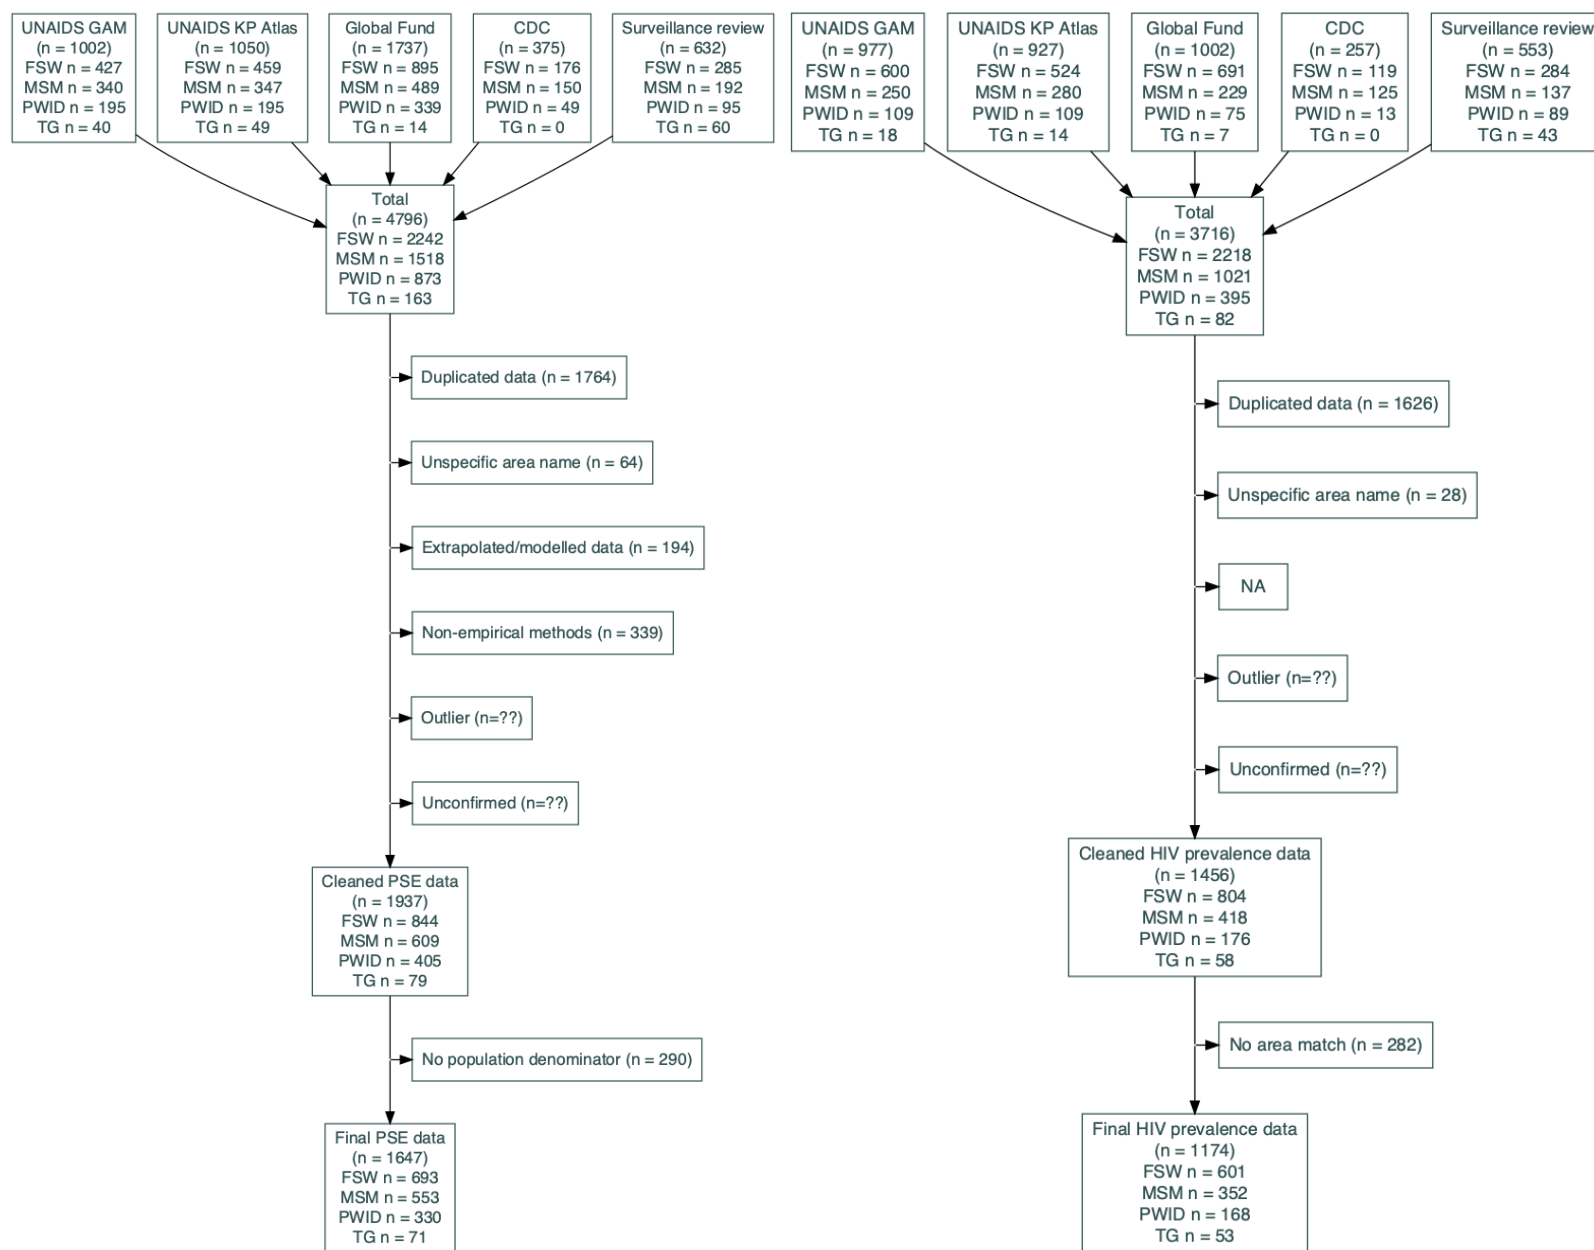 UNAIDS GAM
(n = 1002)
FSW n = 427
MSM n = 340
PWID n = 195
TG n = 40
UNAIDS KP Atlas
(n = 1050)
FSW n = 459
MSM n = 347
PWID n = 195
TG n = 49
Global Fund
(n = 1737)
FSW n = 895
MSM n = 489
PWID n = 339
TG n = 14
CDC
(n = 375)
FSW n = 176
MSM n = 150
PWID n = 49
TG n = 0
Surveillance review
(n = 632)
FSW n = 285
MSM n = 192
PWID n = 95
TG n = 60
Total
(n = 4796)
FSW n = 2242
MSM n = 1518
PWID n = 873
TG n = 163
Duplicated data (n = 1764)
Unspecific area name (n = 64)
Extrapolated/modelled data (n = 194)
Non-empirical methods (n = 339)
Outlier (n=??)
Unconfirmed (n=??)
Cleaned PSE data
(n = 1937)
FSW n = 844
MSM n = 609
PWID n = 405
TG n = 79
No population denominator (n = 290)
Final PSE data
(n = 1647)
FSW n = 693
MSM n = 553
PWID n = 330
TG n = 71
UNAIDS GAM
(n = 977)
FSW n = 600
MSM n = 250
PWID n = 109
TG n = 18
UNAIDS KP Atlas
(n = 927)
FSW n = 524
MSM n = 280
PWID n = 109
TG n = 14
Global Fund
(n = 1002)
FSW n = 691
MSM n = 229
PWID n = 75
TG n = 7
CDC
(n = 257)
FSW n = 119
MSM n = 125
PWID n = 13
TG n = 0
Surveillance review
(n = 553)
FSW n = 284
MSM n = 137
PWID n = 89
TG n = 43
Total
(n = 3716)
FSW n = 2218
MSM n = 1021
PWID n = 395
TG n = 82
Duplicated data (n = 1626)
Unspecific area name (n = 28)
NA
Outlier (n=??)
Unconfirmed (n=??)
Cleaned HIV prevalence data
(n = 1456)
FSW n = 804
MSM n = 418
PWID n = 176
TG n = 58
No area match (n = 282)
Final HIV prevalence data
(n = 1174)
FSW n = 601
MSM n = 352
PWID n = 168
TG n = 53